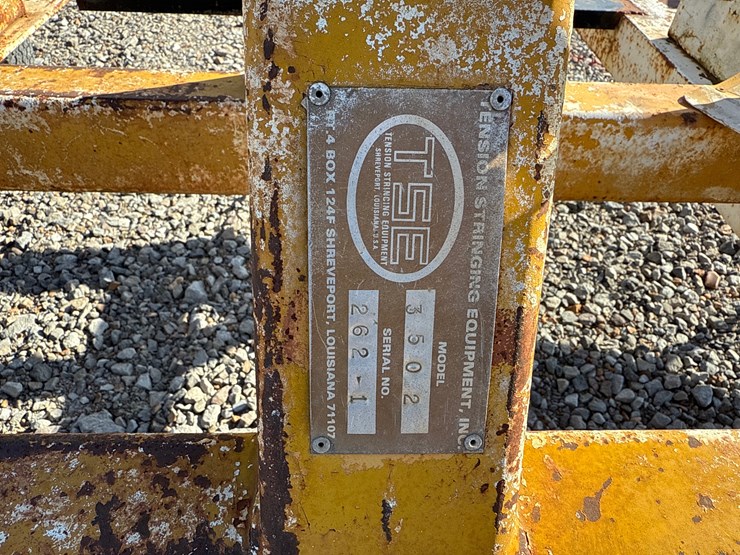 TENSION STRINGING EQUIPMENT, INC.
TSE
TENSION STRINGING EQUIPMENT
SHREVEPORT, LOUISIANA, U.S.A.
MODEL
3502
SERIAL NO.
262-1
RT. 4 BOX 124F SHREVEPORT, LOUISIANA 71107